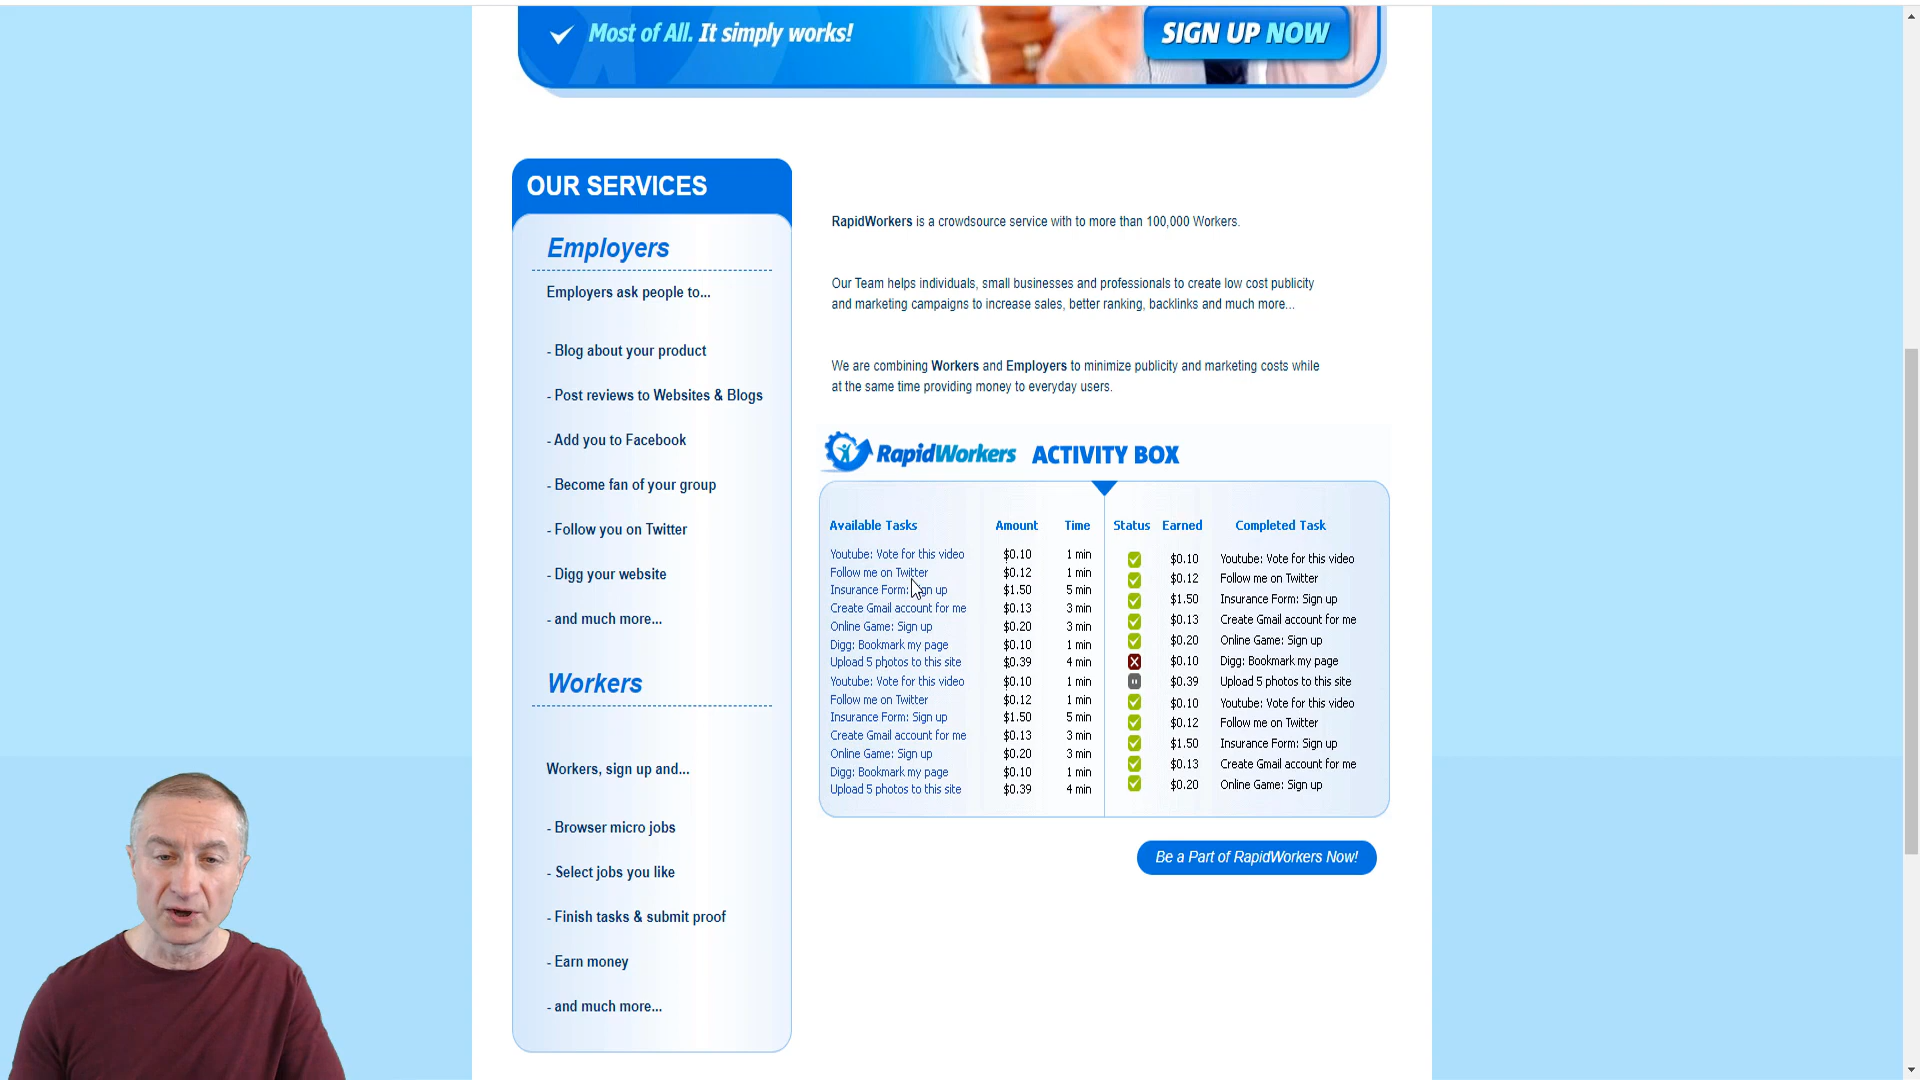 Most of All. It simply works!
SIGN UP NOW
OUR SERVICES
Employers
Employers ask people to...
- Blog about your product
- Post reviews to Websites & Blogs
- Add you to Facebook
- Become fan of your group
- Follow you on Twitter
- Digg your website
- and much more...
Workers
Workers, sign up and...
- Browser micro jobs
- Select jobs you like
- Finish tasks & submit proof
- Earn money
- and much more...
RapidWorkers is a crowdsource service with to more than 100,000 Workers.
Our Team helps individuals, small businesses and professionals to create low cost publicity
and marketing campaigns to increase sales, better ranking, backlinks and much more...
We are combining Workers and Employers to minimize publicity and marketing costs while
at the same time providing money to everyday users.
RapidWorkers ACTIVITY BOX
Available Tasks Amount Time
Youtube: Vote for this video $0.10 1 min
Follow me on Twitter $0.12 1 min
Insurance Form: Sign up $1.50 5 min
Create Gmail account for me $0.13 3 min
Online Game: Sign up $0.20 3 min
Digg: Bookmark my page $0.10 1 min
Upload 5 photos to this site $0.39 4 min
Youtube: Vote for this video $0.10 1 min
Follow me on Twitter $0.12 1 min
Insurance Form: Sign up $1.50 5 min
Create Gmail account for me $0.13 3 min
Online Game: Sign up $0.20 3 min
Digg: Bookmark my page $0.10 1 min
Upload 5 photos to this site $0.39 4 min
Status Earned Completed Task
$0.10 Youtube: Vote for this video
$0.12 Follow me on Twitter
$1.50 Insurance Form: Sign up
$0.13 Create Gmail account for me
$0.20 Online Game: Sign up
$0.10 Digg: Bookmark my page
$0.39 Upload 5 photos to this site
$0.10 Youtube: Vote for this video
$0.12 Follow me on Twitter
$1.50 Insurance Form: Sign up
$0.13 Create Gmail account for me
$0.20 Online Game: Sign up
Be a Part of RapidWorkers Now!